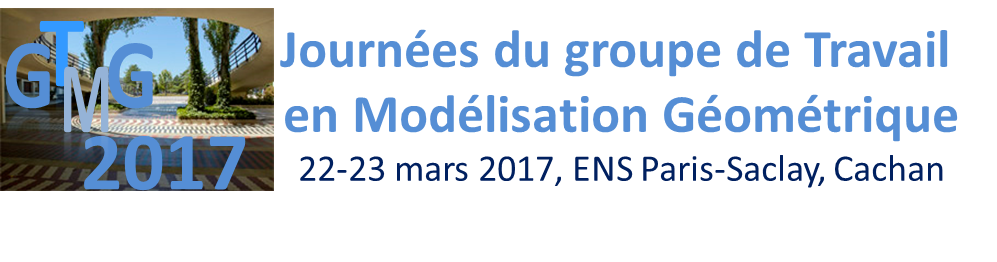 GTMG
2017
Journées du groupe de Travail
en Modélisation Géométrique
22-23 mars 2017, ENS Paris-Saclay, Cachan